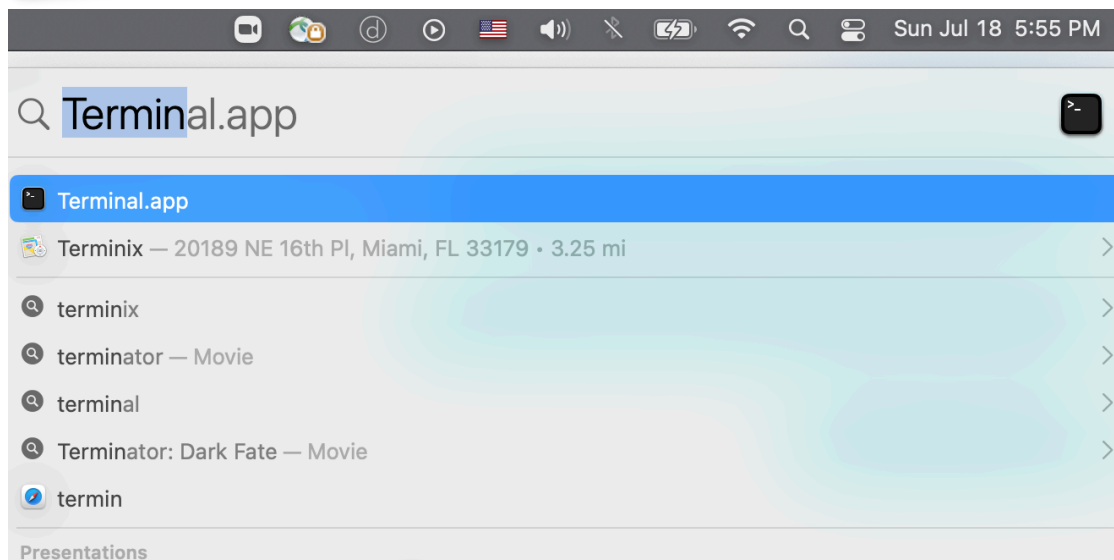 Sun Jul 18 5:55 PM
Terminal.app
Terminal.app
Terminix — 20189 NE 16th Pl, Miami, FL 33179 • 3.25 mi
terminix
terminator — Movie
terminal
Terminator: Dark Fate — Movie
termin
Presentations